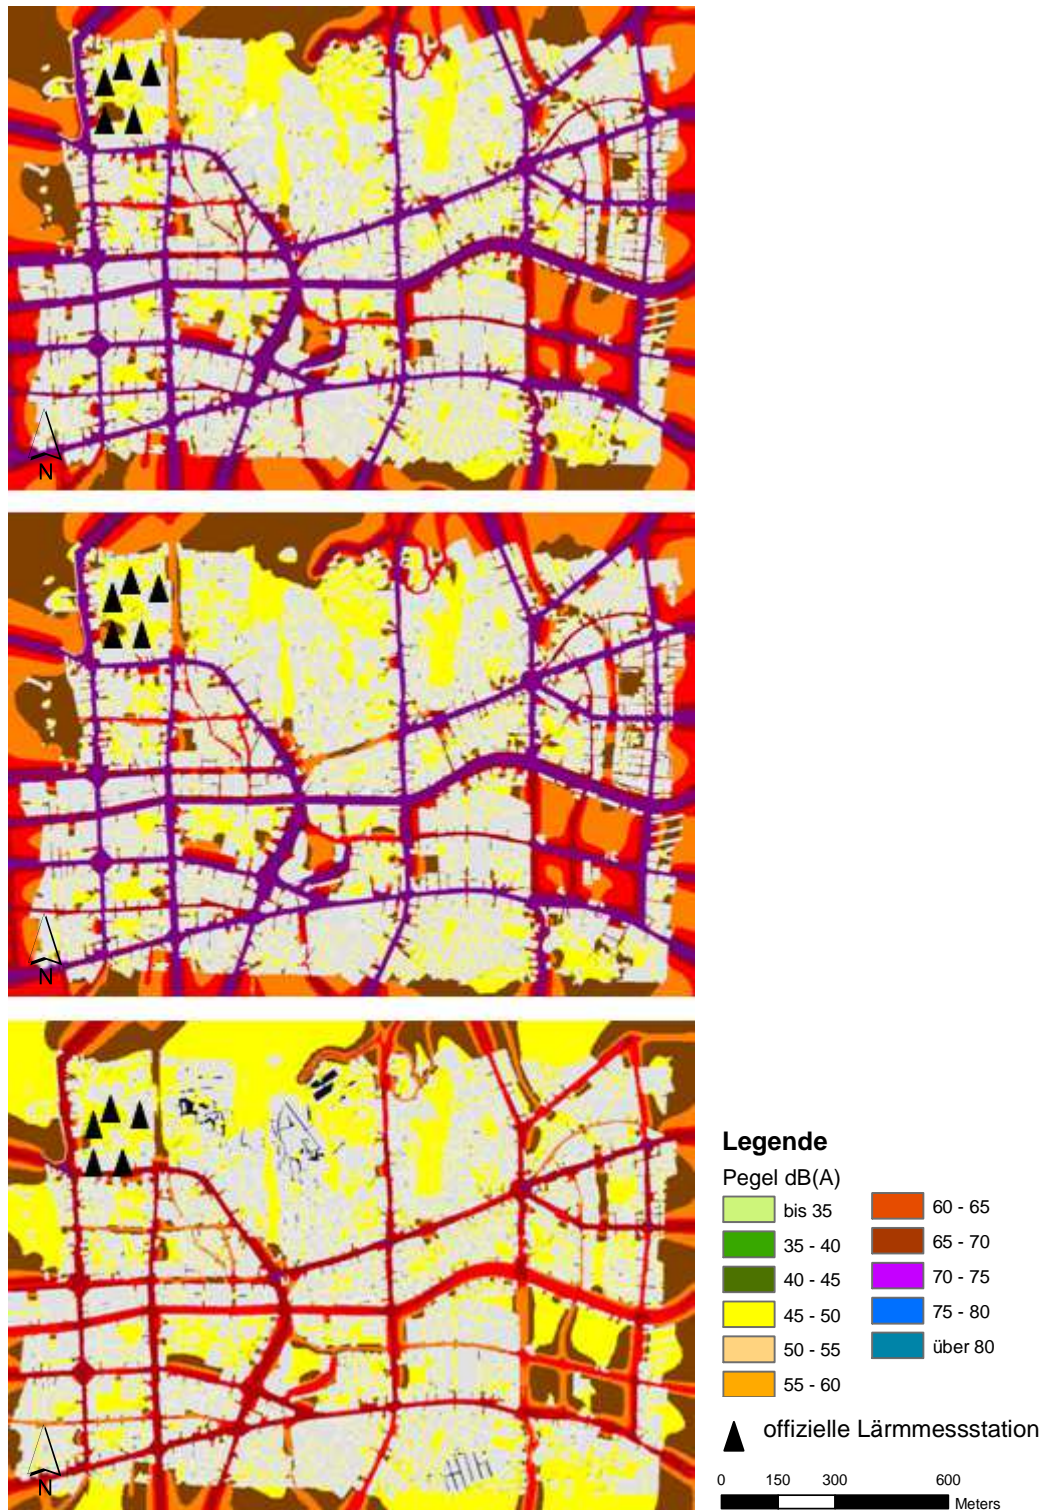 N
N
N
Legende
Pegel dB(A)
bis 35
35 - 40
40 - 45
45 - 50
50 - 55
55 - 60
60 - 65
65 - 70
70 - 75
75 - 80
über 80
offizielle Lärmmessstation
0 150 300 600
Meters